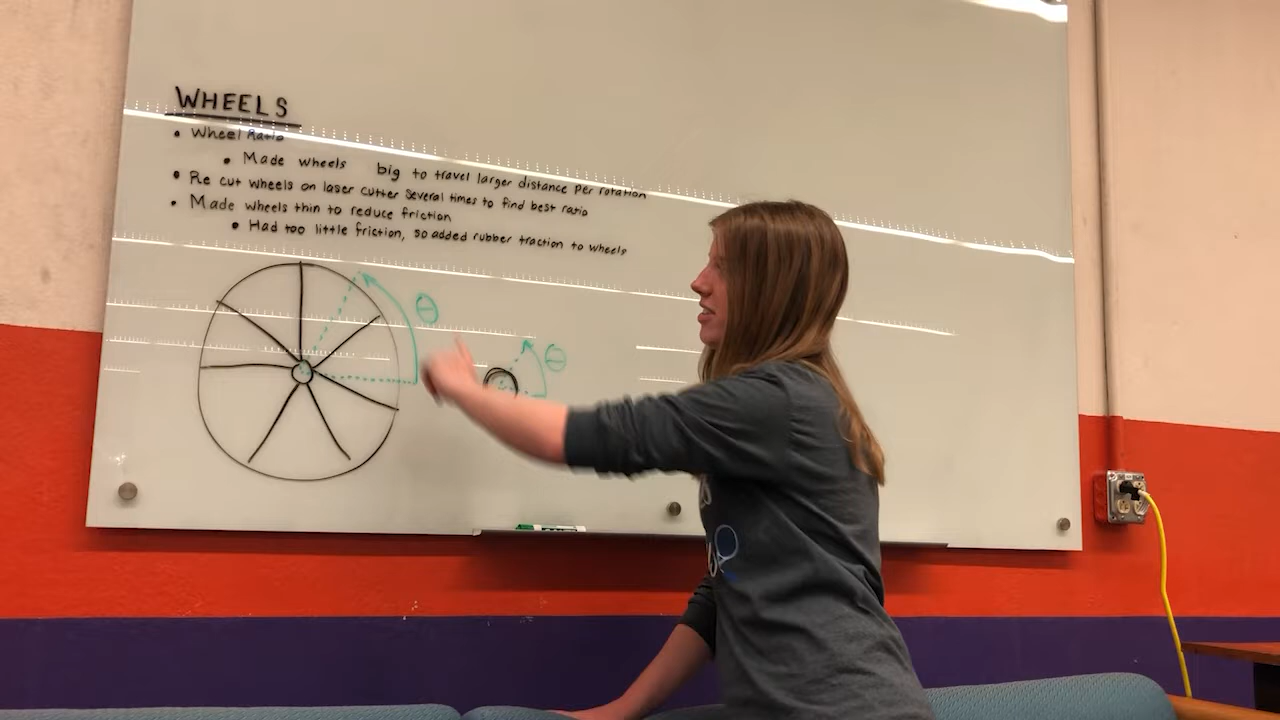 WHEELS
• Wheel Ratio
• Made wheels big to travel larger distance per rotation
• Re cut wheels on laser cutter several times to find best ratio
• Made wheels thin to reduce friction
• Had too little friction, so added rubber traction to wheels
θ
θ